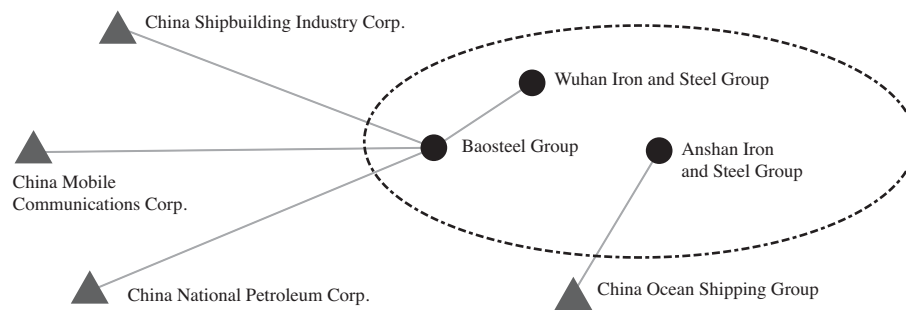 China Shipbuilding Industry Corp.
Wuhan Iron and Steel Group
Baosteel Group
Anshan Iron
and Steel Group
China Mobile
Communications Corp.
China National Petroleum Corp.
China Ocean Shipping Group